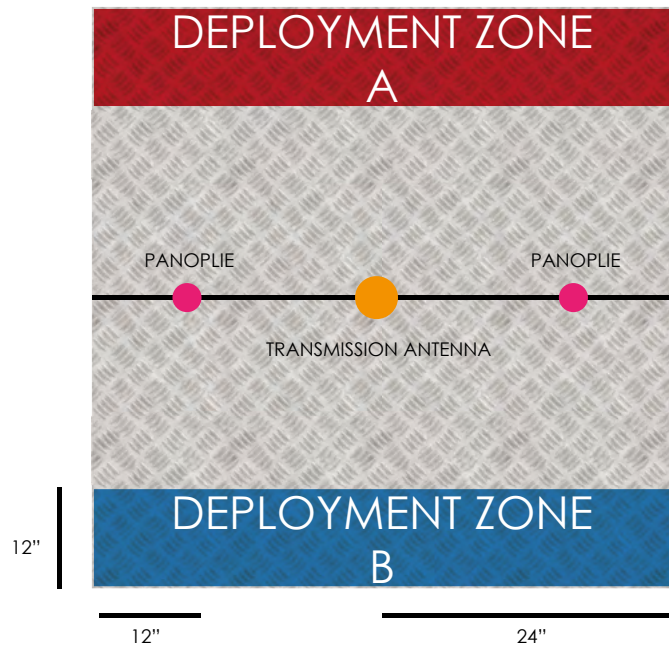 DEPLOYMENT ZONE
A
PANOPLIE
PANOPLIE
TRANSMISSION ANTENNA
DEPLOYMENT ZONE
B
12”
12”
24”